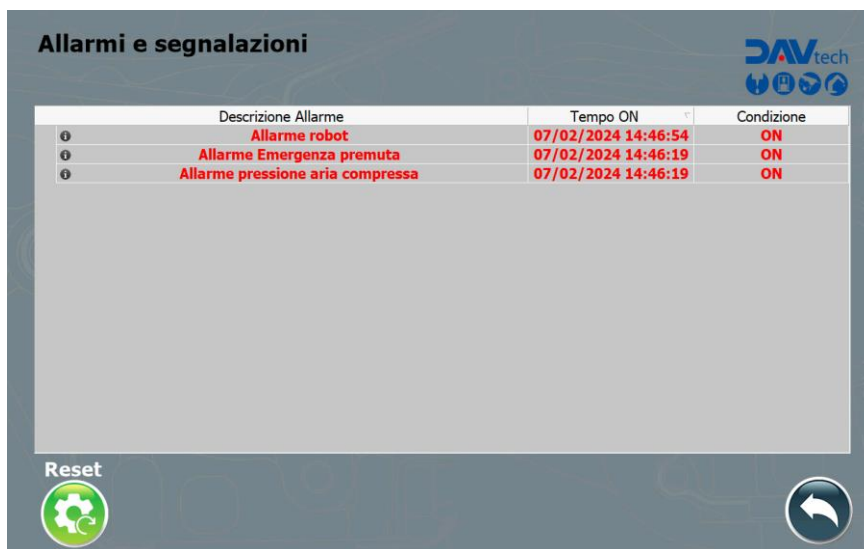 Allarmi e segnalazioni
DAVtech
Descrizione Allarme Tempo ON Condizione
Allarme robot 07/02/2024 14:46:54 ON
Allarme Emergenza premuta 07/02/2024 14:46:19 ON
Allarme pressione aria compressa 07/02/2024 14:46:19 ON
Reset